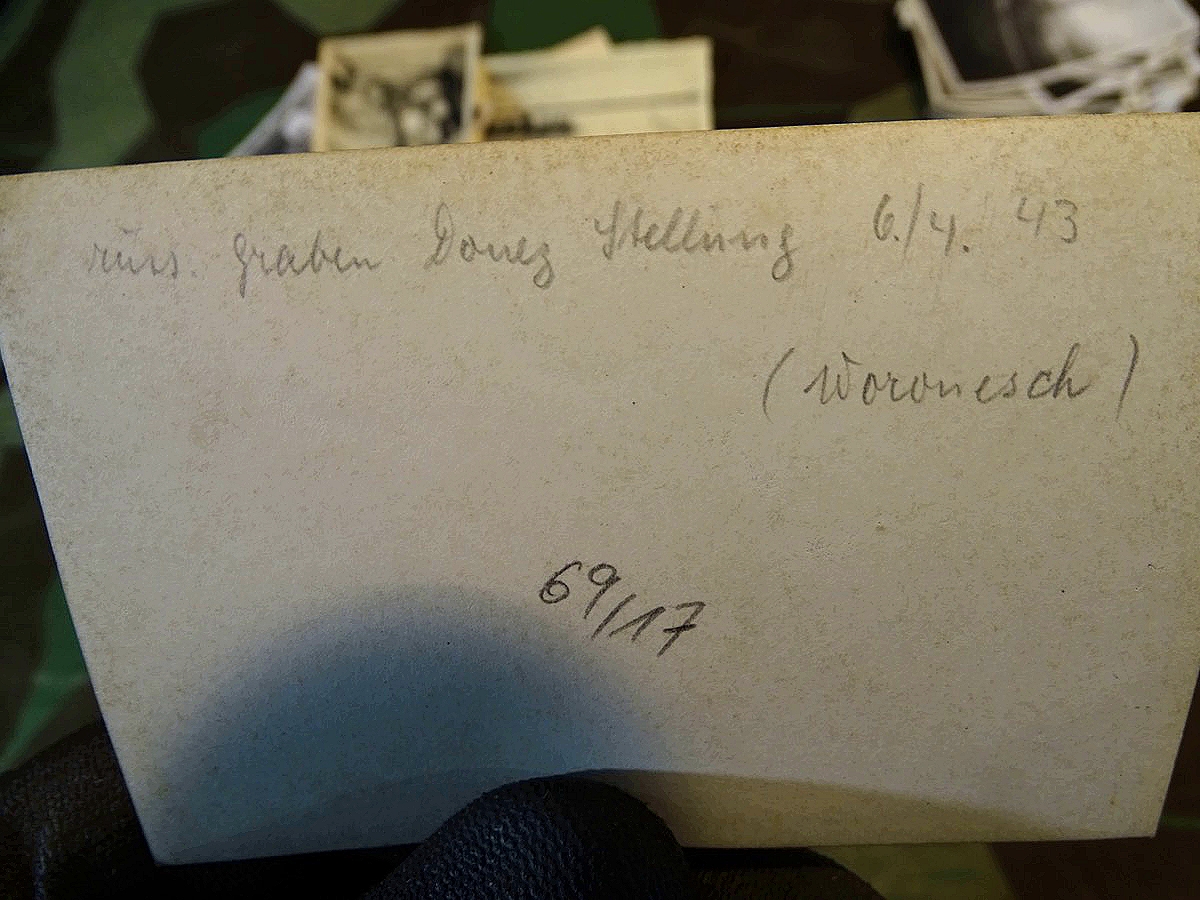 russ. Graben Donez Stellung 6./4. 43
(Woronesch)
69/17